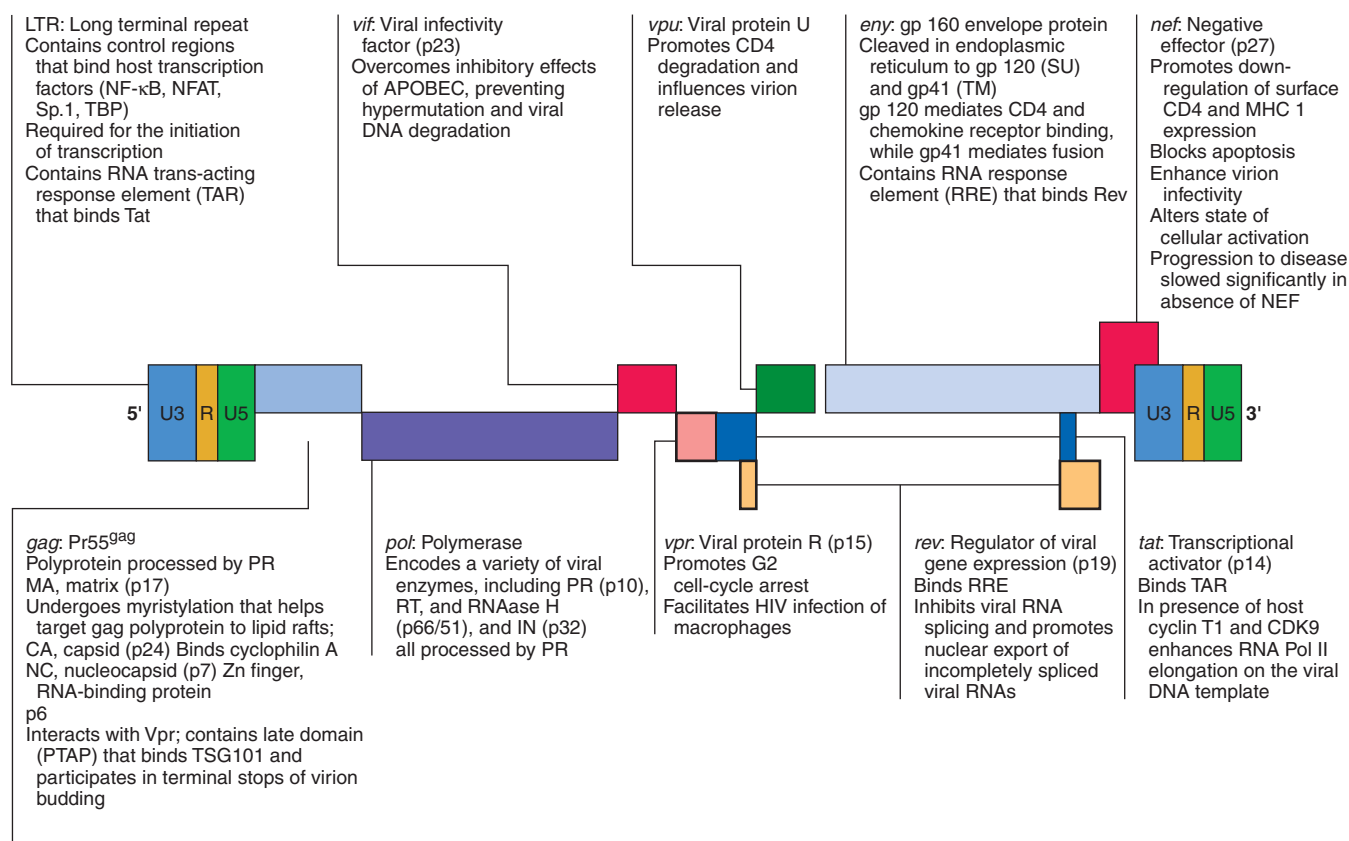 LTR: Long terminal repeat
Contains control regions
that bind host transcription
factors (NF-κB, NFAT,
Sp.1, TBP)
Required for the initiation
of transcription
Contains RNA trans-acting
response element (TAR)
that binds Tat
vif: Viral infectivity
factor (p23)
Overcomes inhibitory effects
of APOBEC, preventing
hypermutation and viral
DNA degradation
vpu: Viral protein U
Promotes CD4
degradation and
influences virion
release
eny: gp 160 envelope protein
Cleaved in endoplasmic
reticulum to gp 120 (SU)
and gp41 (TM)
gp 120 mediates CD4 and
chemokine receptor binding,
while gp41 mediates fusion
Contains RNA response
element (RRE) that binds Rev
nef: Negative
effector (p27)
Promotes down-
regulation of surface
CD4 and MHC 1
expression
Blocks apoptosis
Enhance virion
infectivity
Alters state of
cellular activation
Progression to disease
slowed significantly in
absence of NEF
5' U3 R U5 U3 R U5 3'
gag: Pr55gag
Polyprotein processed by PR
MA, matrix (p17)
Undergoes myristylation that helps
target gag polyprotein to lipid rafts;
CA, capsid (p24) Binds cyclophilin A
NC, nucleocapsid (p7) Zn finger,
RNA-binding protein
p6
Interacts with Vpr; contains late domain
(PTAP) that binds TSG101 and
participates in terminal stops of virion
budding
pol: Polymerase
Encodes a variety of viral
enzymes, including PR (p10),
RT, and RNAase H
(p66/51), and IN (p32)
all processed by PR
vpr: Viral protein R (p15)
Promotes G2
cell-cycle arrest
Facilitates HIV infection of
macrophages
rev: Regulator of viral
gene expression (p19)
Binds RRE
Inhibits viral RNA
splicing and promotes
nuclear export of
incompletely spliced
viral RNAs
tat: Transcriptional
activator (p14)
Binds TAR
In presence of host
cyclin T1 and CDK9
enhances RNA Pol II
elongation on the viral
DNA template